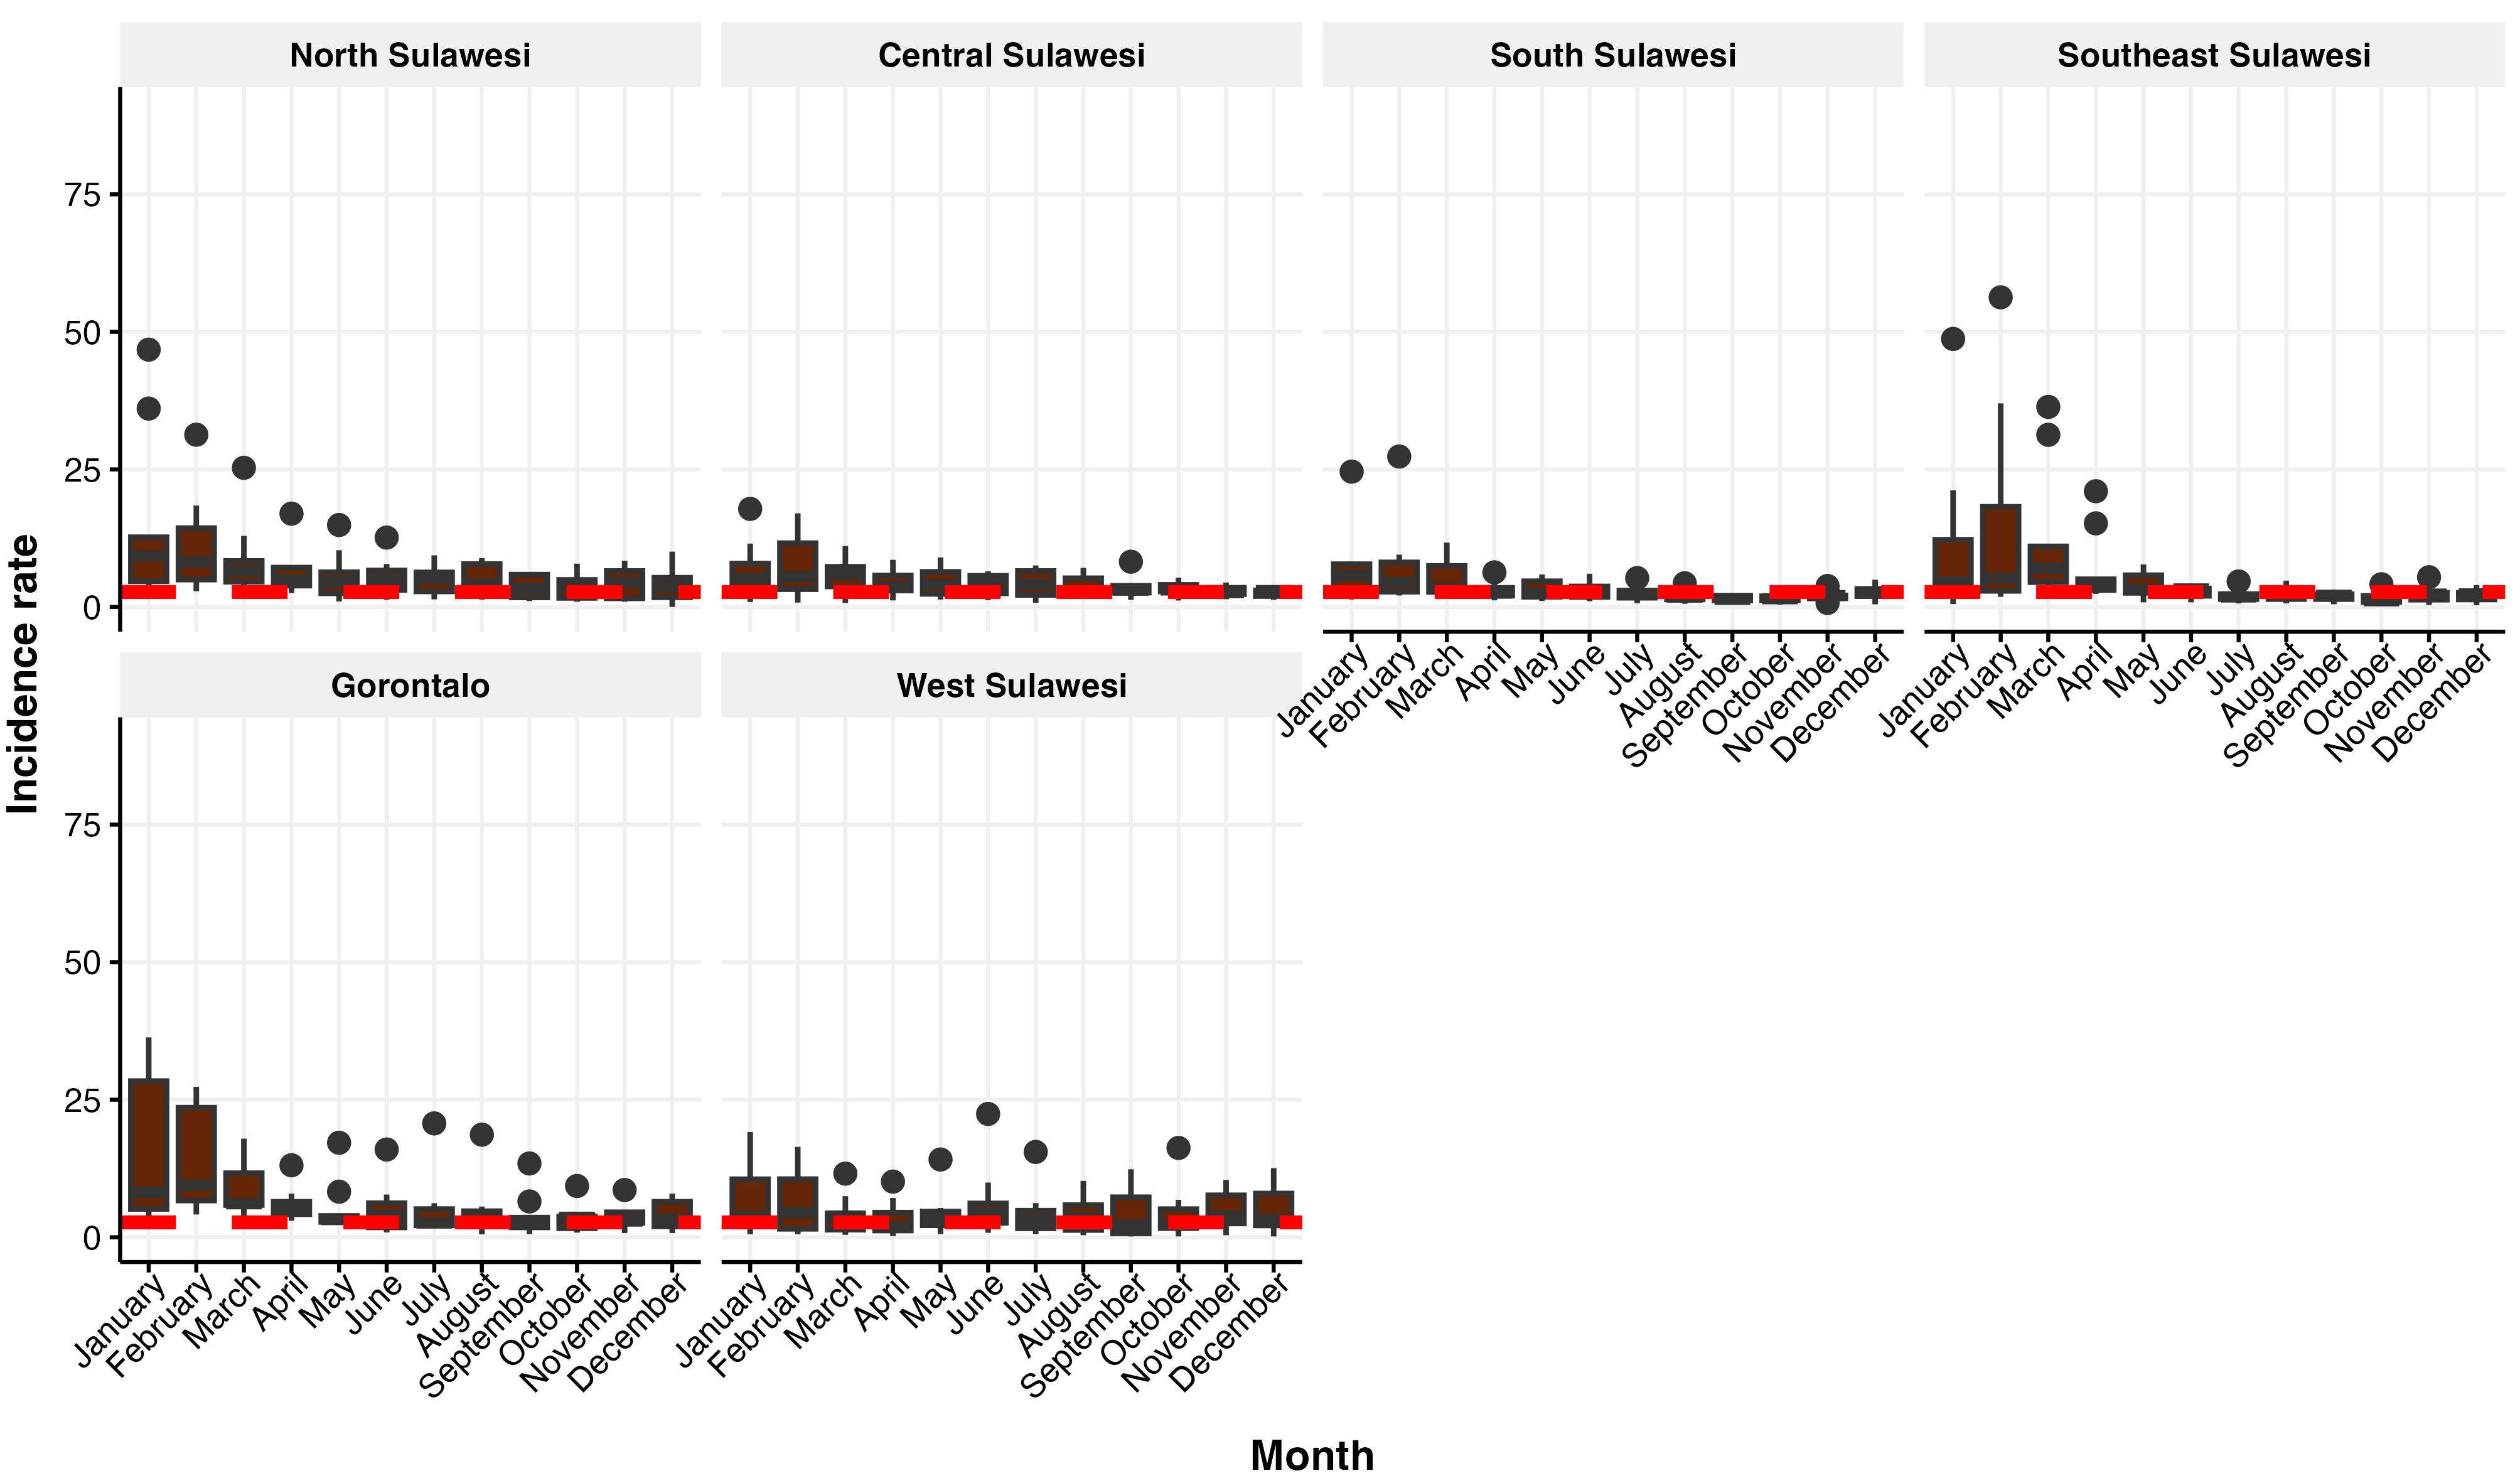 North Sulawesi
Central Sulawesi
South Sulawesi
Southeast Sulawesi
75
50
25
0
January
February
March
April
May
June
July
August
September
October
November
December
January
February
March
April
May
June
July
August
September
October
November
December
Gorontalo
West Sulawesi
75
50
25
0
January
February
March
April
May
June
July
August
September
October
November
December
January
February
March
April
May
June
July
August
September
October
November
December
Incidence rate
Month